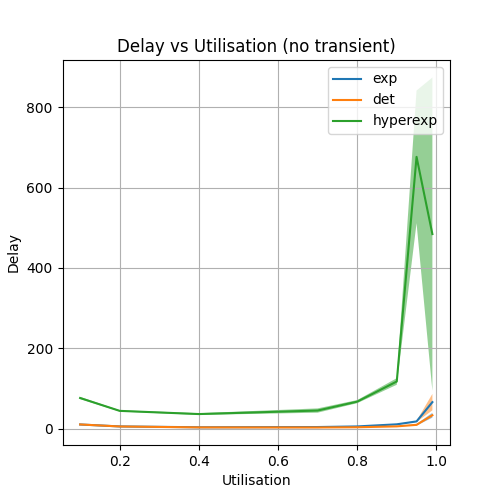 Delay vs Utilisation (no transient)
exp
det
hyperexp
800
600
400
200
0
Delay
0.2 0.4 0.6 0.8 1.0
Utilisation